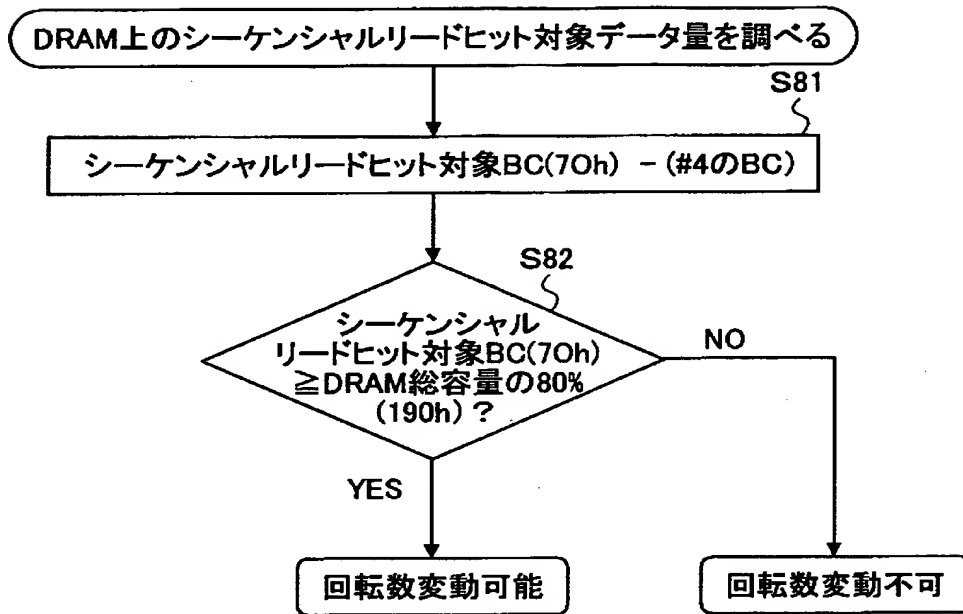 DRAM上のシーケンシャルリードヒット対象データ量を調べる
S81
シーケンシャルリードヒット対象BC(70h) - (#4のBC)
S82
シーケンシャル
リードヒット対象BC(70h)
≧DRAM総容量の80%
(190h)?
NO
YES
回転数変動可能
回転数変動不可